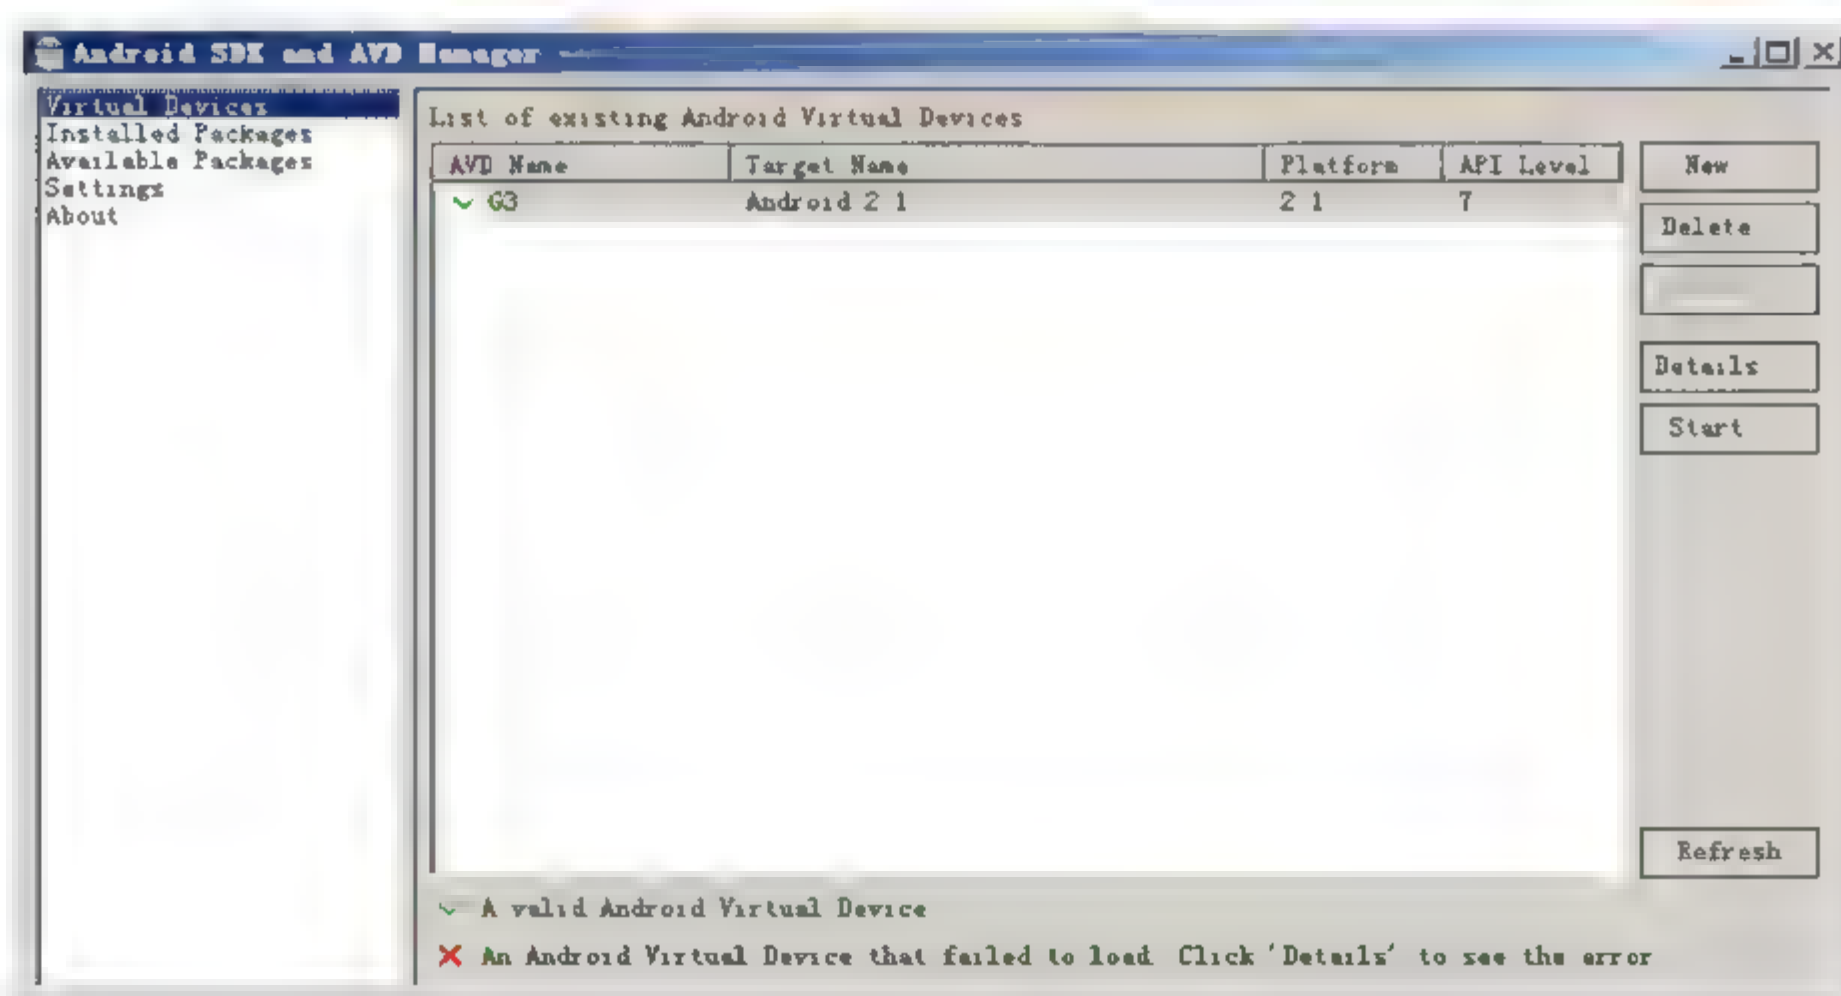 Android SDK and AVD Manager
Virtual Devices
Installed Packages
Available Packages
Settings
About
List of existing Android Virtual Devices
AVD Name Target Name Platform API Level
G3 Android 2 1 2 1 7
New
Delete
Details
Start
Refresh
A valid Android Virtual Device
An Android Virtual Device that failed to load Click 'Details' to see the error